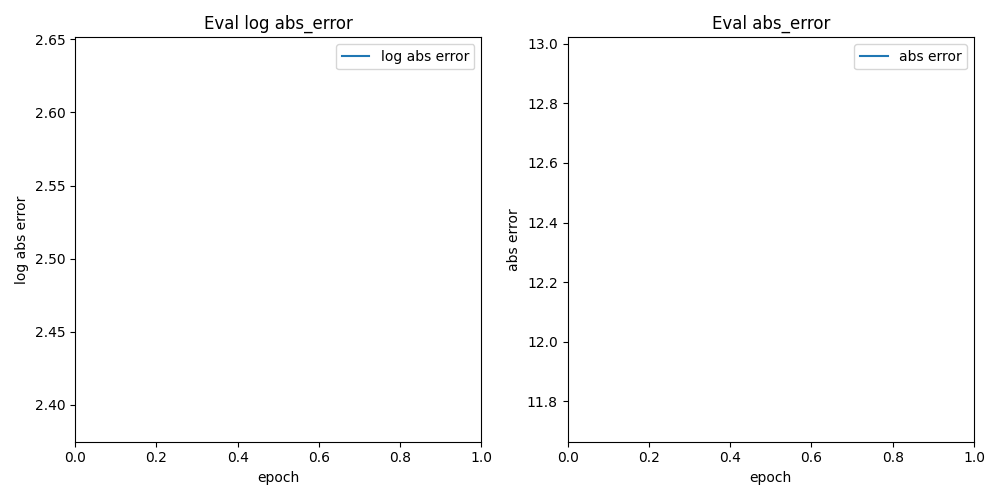 Eval log abs_error
log abs error
2.65
2.60
2.55
2.50
2.45
2.40
log abs error
0.0 0.2 0.4 0.6 0.8 1.0
epoch
Eval abs_error
abs error
13.0
12.8
12.6
12.4
12.2
12.0
11.8
abs error
0.0 0.2 0.4 0.6 0.8 1.0
epoch